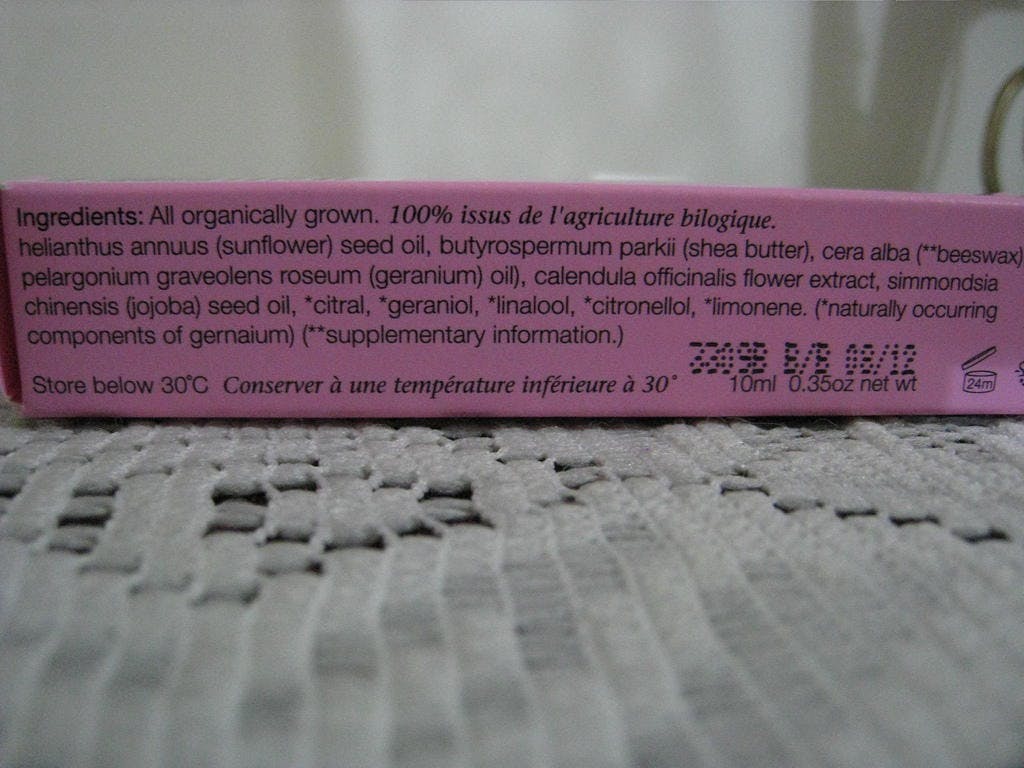 Ingredients: All organically grown. 100% issus de l'agriculture bilogique.
helianthus annuus (sunflower) seed oil, butyrospermum parkii (shea butter), cera alba (**beeswax)
pelargonium graveolens roseum (geranium) oil), calendula officinalis flower extract, simmondsia
chinensis (jojoba) seed oil, *citral, *geraniol, *linalool, *citronellol, *limonene. (*naturally occurring
components of gernaium) (**supplementary information.)
B/E 08/12
Store below 30°C Conserver à une température inférieure à 30° 10ml 0.35oz net wt
24m